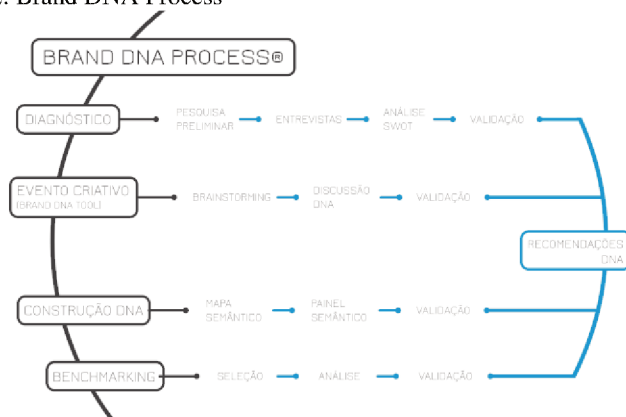 Brand DNA Process
BRAND DNA PROCESS®
DIAGNÓSTICO
PESQUISA
PRELIMINAR
ENTREVISTAS
ANÁLISE
SWOT
VALIDAÇÃO
EVENTO CRIATIVO
(BRAND DNA TOOL)
BRAINSTORMING
DISCUSSÃO
DNA
VALIDAÇÃO
RECOMENDAÇÕES
DNA
CONSTRUÇÃO DNA
MAPA
SEMÂNTICO
PAINEL
SEMÂNTICO
VALIDAÇÃO
BENCHMARKING
SELEÇÃO
ANÁLISE
VALIDAÇÃO